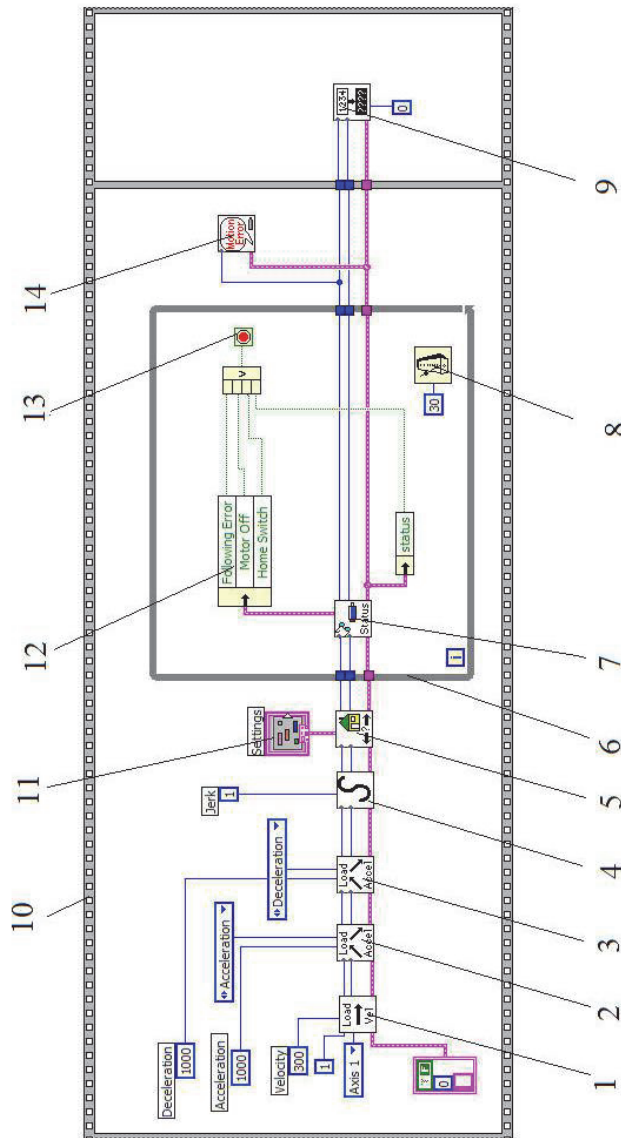 10
11
12
13
14
Deceleration
1000
Acceleration
1000
Velocity
300
1
Axis 1
Acceleration
Deceleration
Jerk
1
Settings
Following Error
Motor Off
Home Switch
status
Motion
Error
Load
Vel
Load
Accel
Load
Accel
S
?
Status
1234
????
0
30
i
F
0
1
2
3
4
5
6
7
8
9